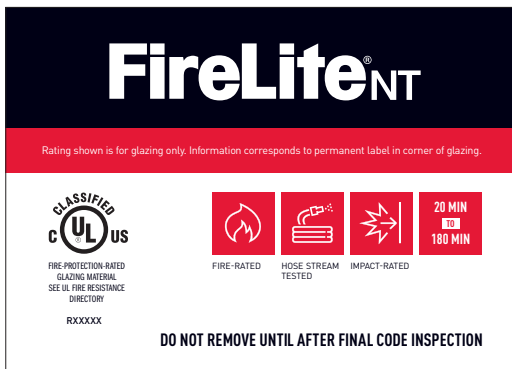 FireLite® NT
Rating shown is for glazing only. Information corresponds to permanent label in corner of glazing.
CLASSIFIED
C UL® US
FIRE-PROTECTION-RATED
GLAZING MATERIAL
SEE UL FIRE RESISTANCE
DIRECTORY
RXXXXX
FIRE-RATED
HOSE STREAM
TESTED
IMPACT-RATED
20 MIN
TO
180 MIN
DO NOT REMOVE UNTIL AFTER FINAL CODE INSPECTION